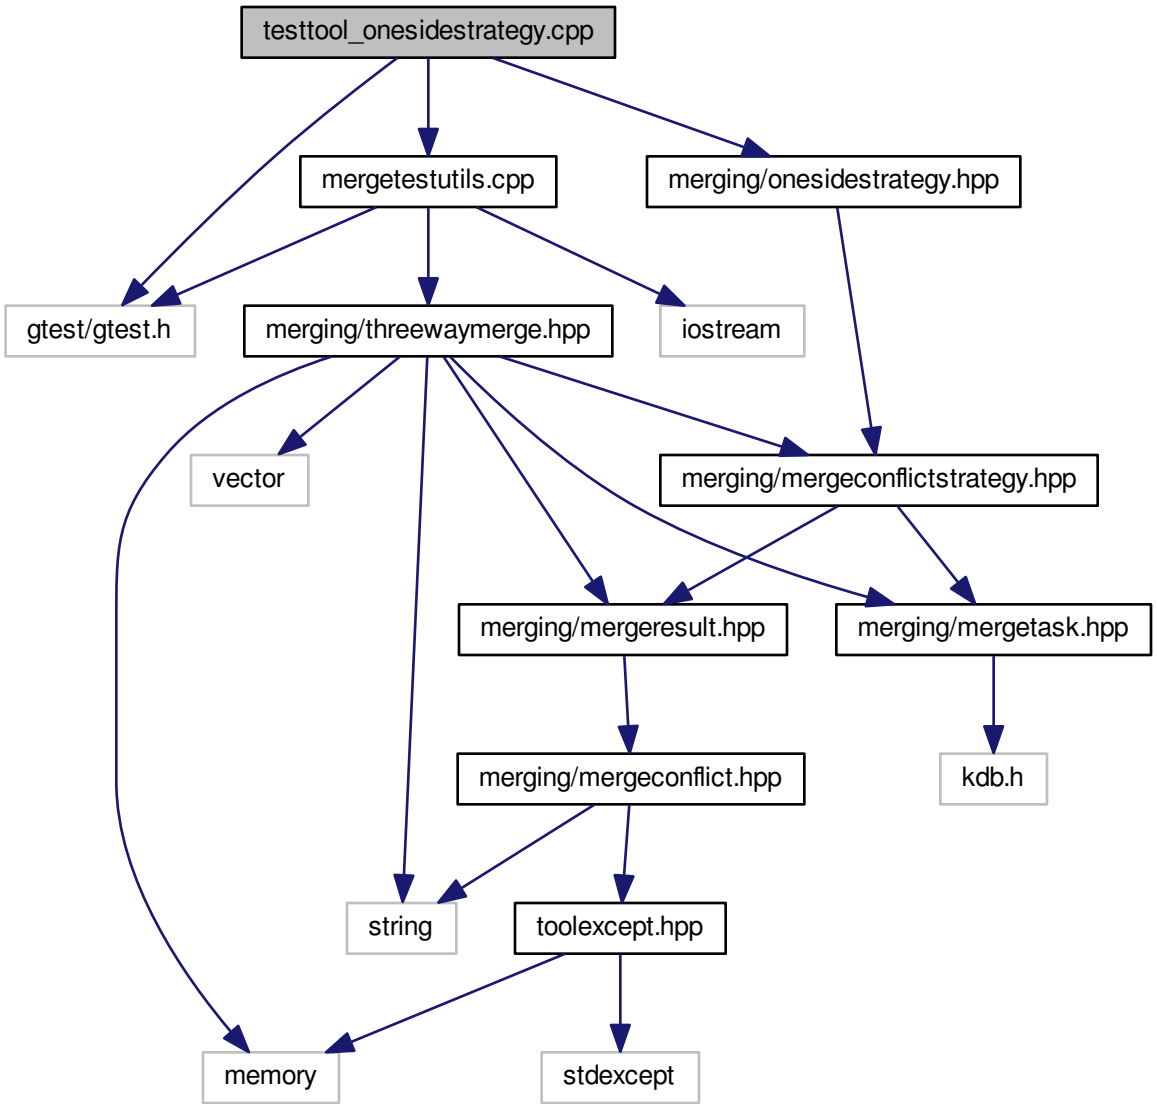 testtool_onesidestrategy.cpp
mergetestutils.cpp
merging/onesidestrategy.hpp
gtest/gtest.h
merging/threewaymerge.hpp
iostream
vector
merging/mergeconflictstrategy.hpp
merging/mergeresult.hpp
merging/mergetask.hpp
merging/mergeconflict.hpp
kdb.h
string
toolexcept.hpp
memory
stdexcept